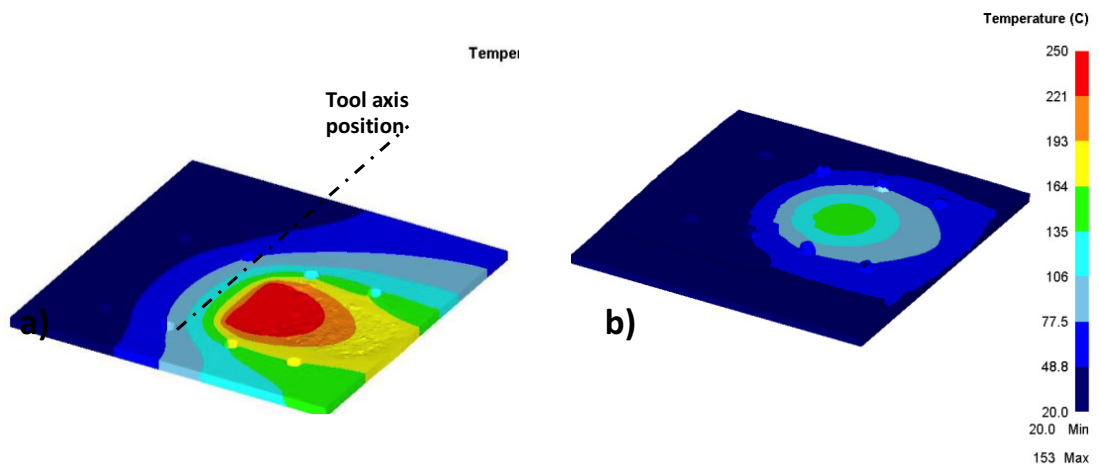 Temper
Tool axis
position
a)
b)
Temperature (C)
250
221
193
164
135
106
77.5
48.8
20.0
20.0 Min
153 Max